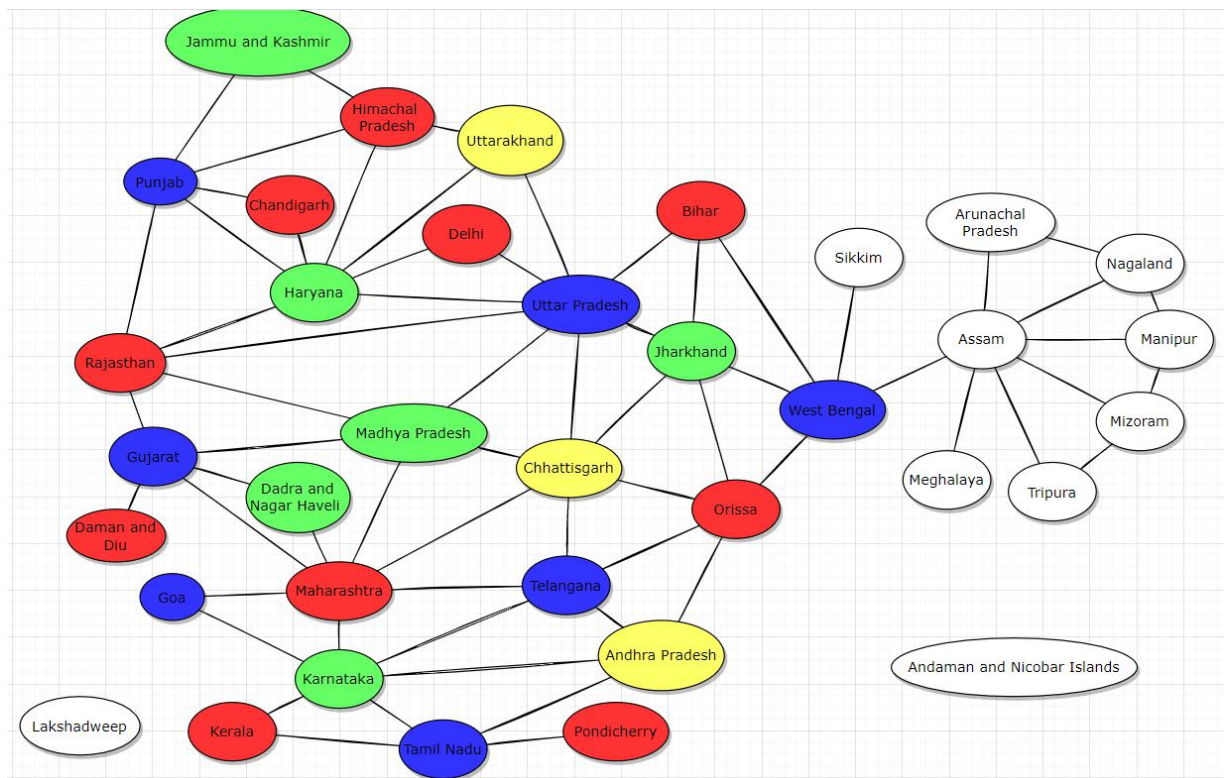 Jammu and Kashmir
Himachal
Pradesh
Uttarakhand
Punjab
Chandigarh
Bihar
Arunachal
Pradesh
Delhi
Sikkim
Nagaland
Haryana
Uttar Pradesh
Assam
Manipur
Rajasthan
Jharkhand
West Bengal
Mizoram
Madhya Pradesh
Gujarat
Chhattisgarh
Meghalaya
Tripura
Dadra and
Nagar Haveli
Orissa
Daman and
Diu
Telangana
Maharashtra
Goa
Andhra Pradesh
Andaman and Nicobar Islands
Karnataka
Lakshadweep
Kerala
Pondicherry
Tamil Nadu